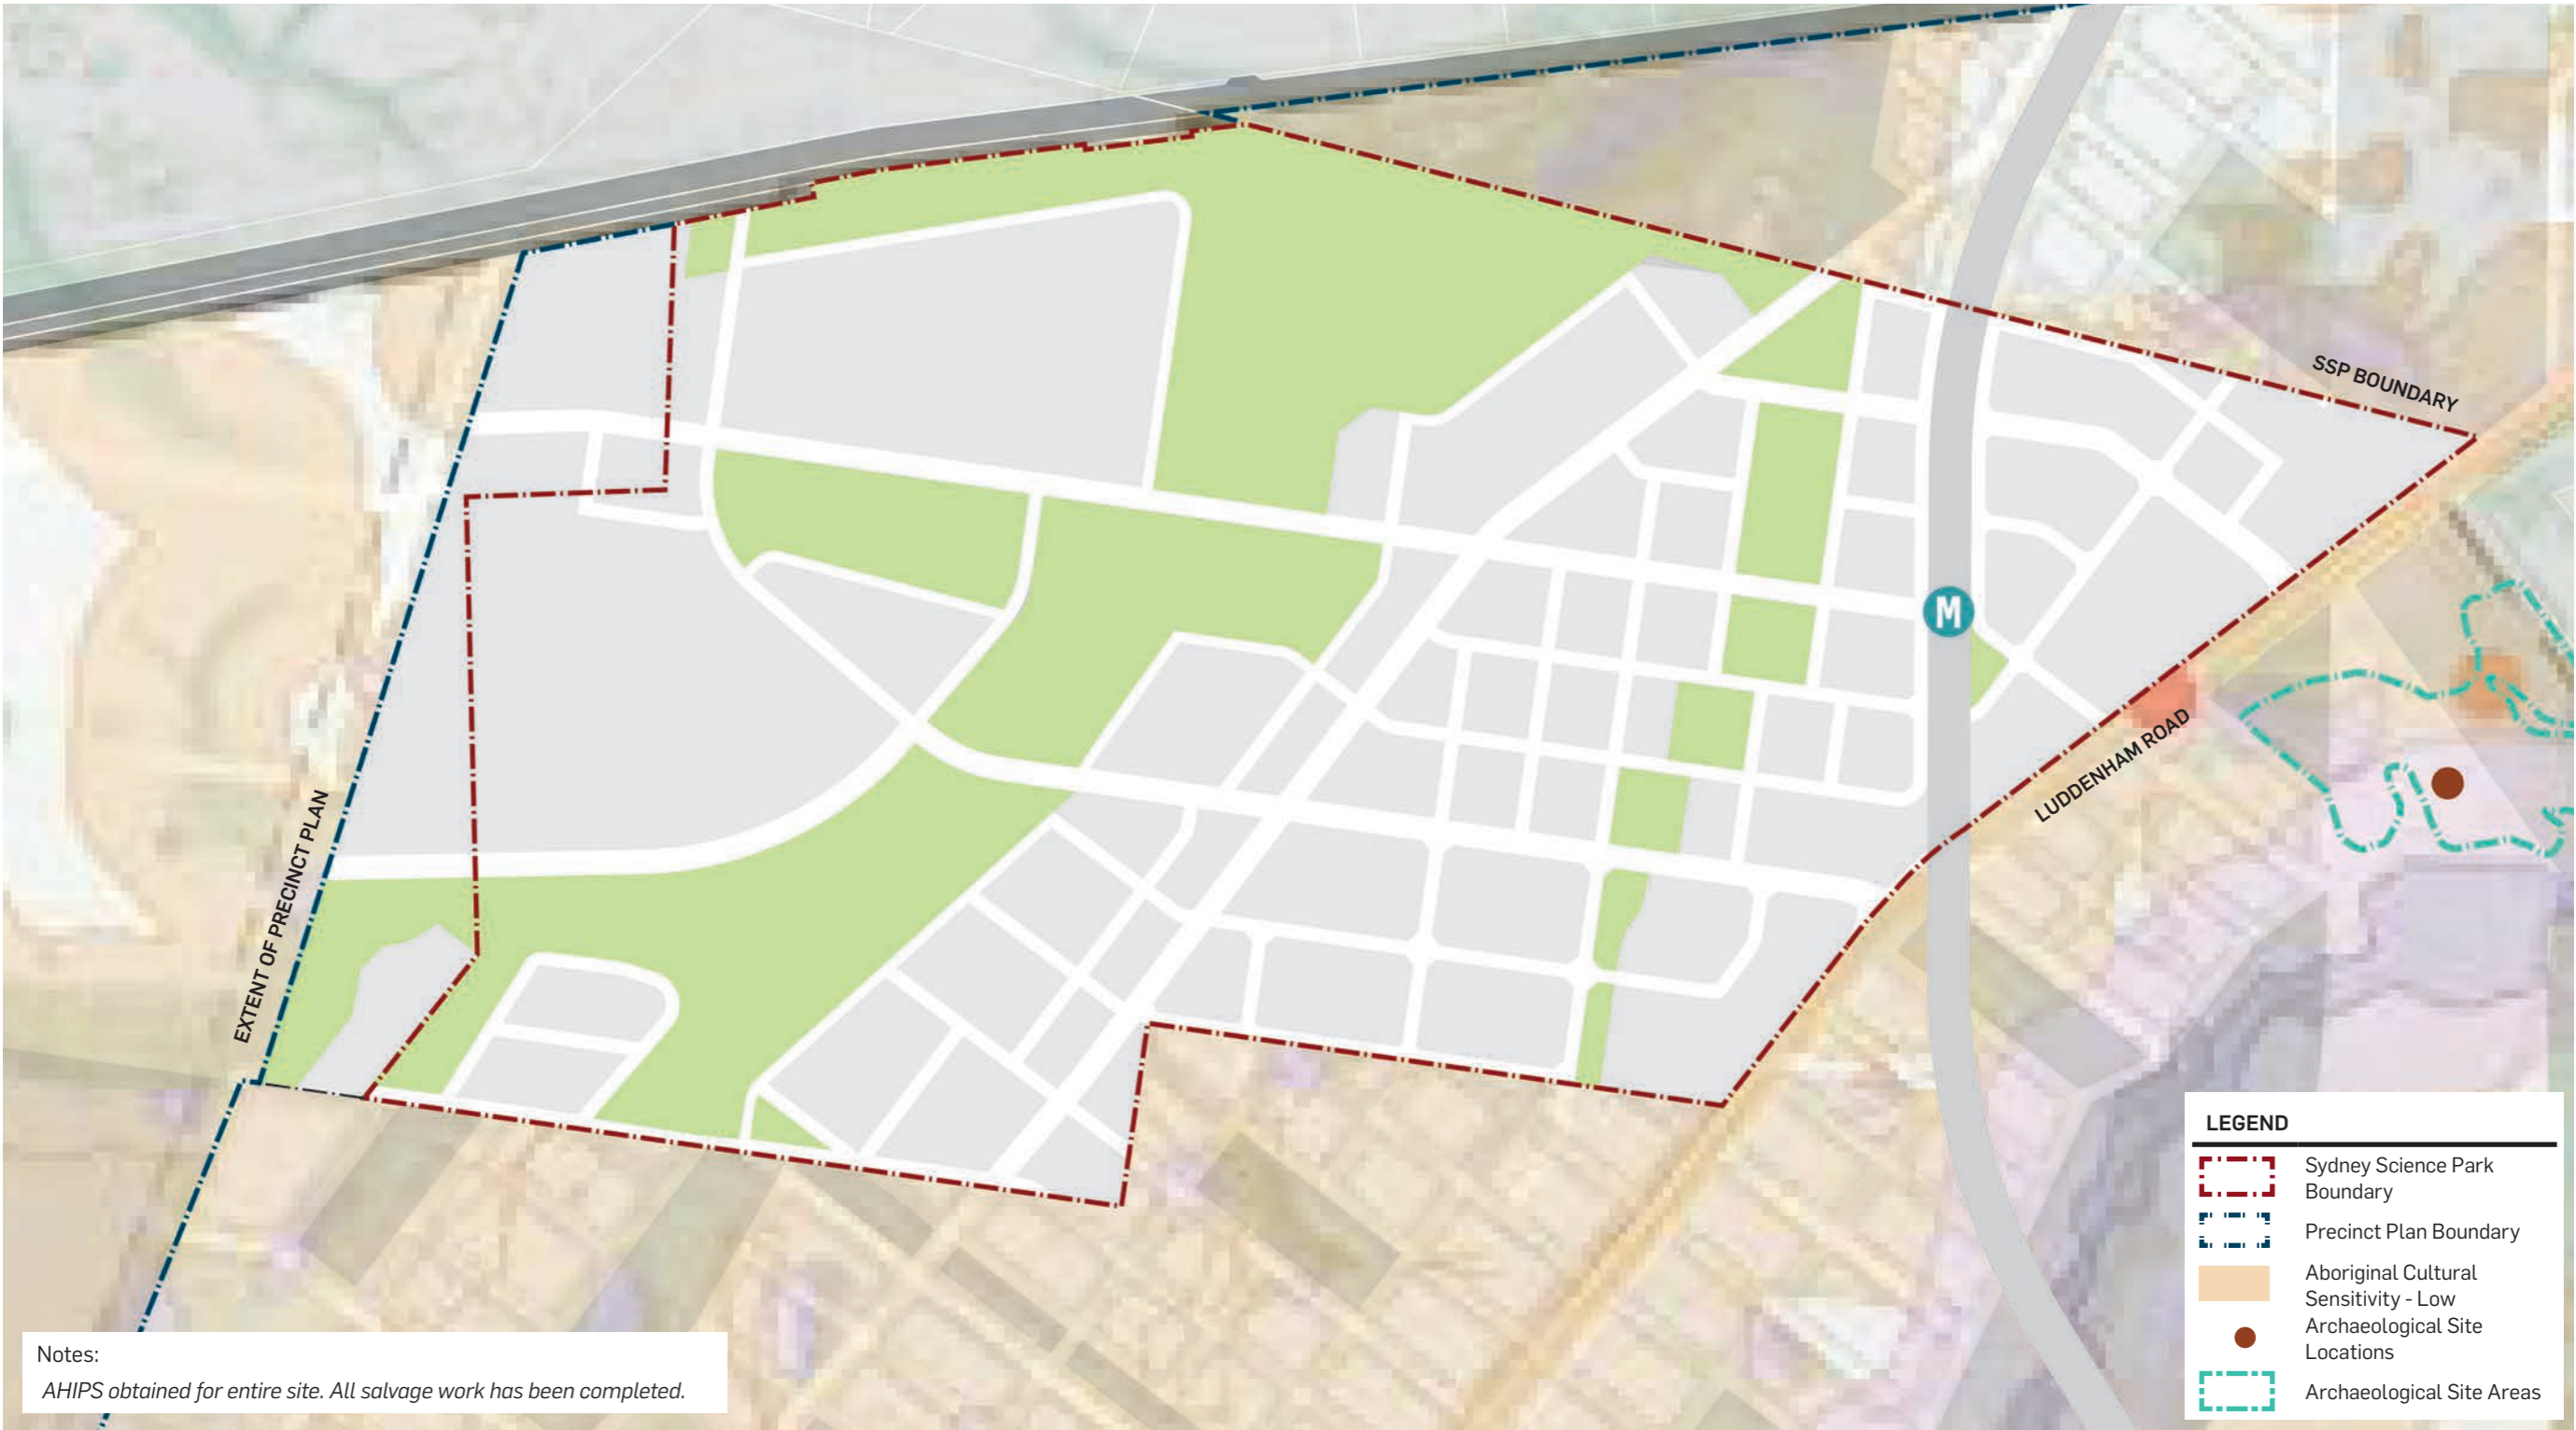 SSP BOUNDARY
M
LUDDENHAM ROAD
EXTENT OF PRECINCT PLAN
LEGEND
Sydney Science Park
Boundary
Precinct Plan Boundary
Aboriginal Cultural
Sensitivity - Low
Archaeological Site
Locations
Archaeological Site Areas
Notes:
AHIPS obtained for entire site. All salvage work has been completed.